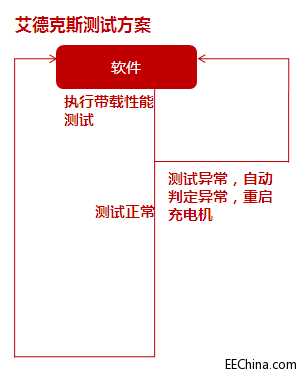 艾德克斯测试方案
软件
执行带载性能
测试
测试异常，自动
判定异常，重启
充电机
测试正常
EEChina.com